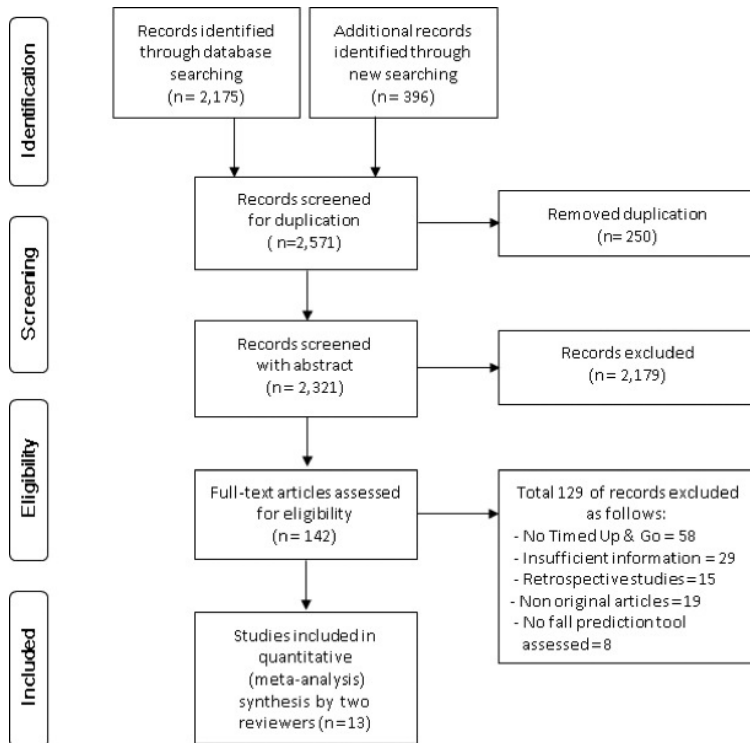 Identification
Records identified
through database
searching
(n= 2,175)
Additional records
identified through
new searching
(n= 396)
Records screened
for duplication
( n=2,571)
Removed duplication
(n= 250)
Screening
Records screened
with abstract
(n= 2,321)
Records excluded
(n= 2,179)
Eligibility
Full-text articles assessed
for eligibility
(n= 142)
Total 129 of records excluded
as follows:
- No Timed Up & Go = 58
- Insufficient information = 29
- Retrospective studies=15
- Non original articles=19
- No fall prediction tool
assessed=8
Included
Studies included in
quantitative
(meta-analysis)
synthesis by two
reviewers (n=13)